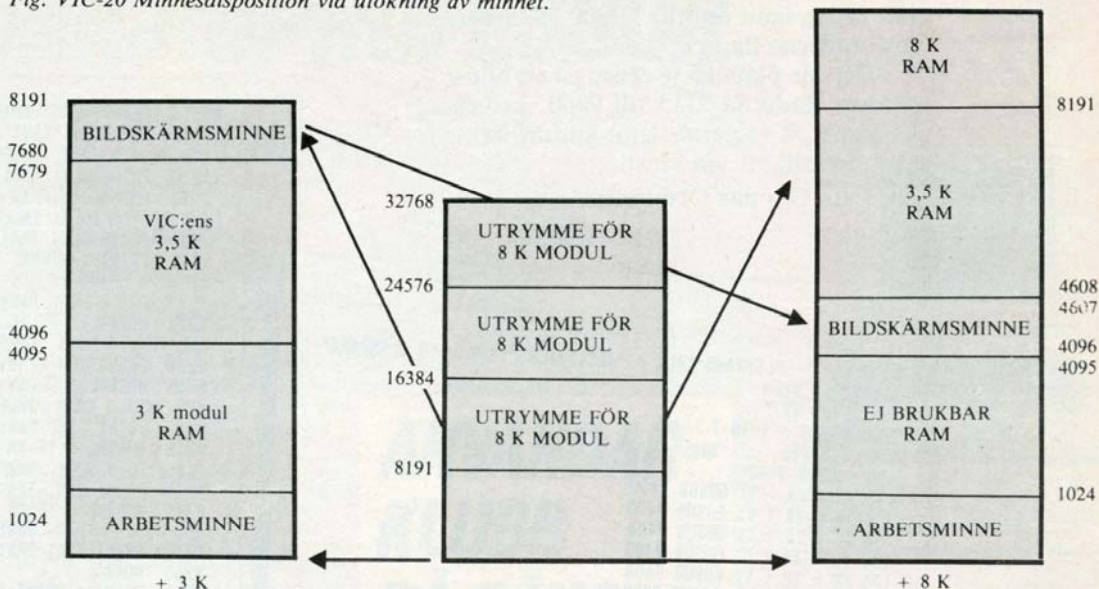 Fig. VIC-20 Minnesdisposition vid utökning av minnet.
8191
BILDSKÄRMSMINNE
7680
7679
VIC:ens
3,5 K
RAM
4096
4095
3 K modul
RAM
1024
ARBETSMINNE
+ 3 K
32768
UTRYMME FÖR
8 K MODUL
24576
UTRYMME FÖR
8 K MODUL
16384
UTRYMME FÖR
8 K MODUL
8191
8 K
RAM
8191
3,5 K
RAM
4608
4607
BILDSKÄRMSMINNE
4096
4095
EJ BRUKBAR
RAM
1024
ARBETSMINNE
+ 8 K